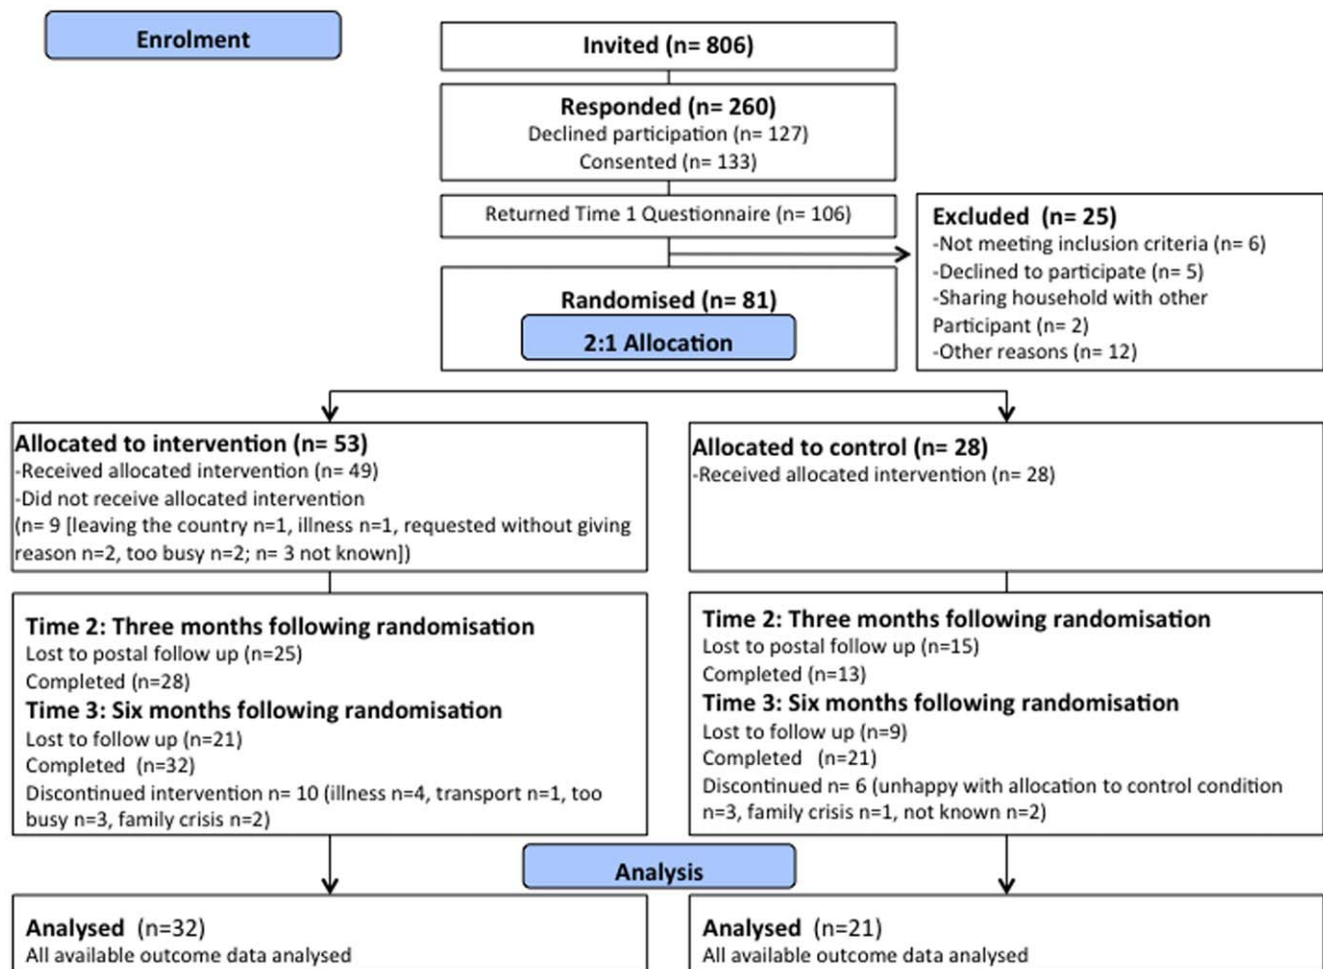 Enrolment
Invited (n= 806)
Responded (n= 260)
Declined participation (n= 127)
Consented (n= 133)
Returned Time 1 Questionnaire (n= 106)
Excluded (n= 25)
-Not meeting inclusion criteria (n= 6)
-Declined to participate (n= 5)
-Sharing household with other
Participant (n= 2)
-Other reasons (n= 12)
Randomised (n= 81)
2:1 Allocation
Allocated to intervention (n= 53)
-Received allocated intervention (n= 49)
-Did not receive allocated intervention
(n= 9 [leaving the country n=1, illness n=1, requested without giving
reason n=2, too busy n=2; n= 3 not known])
Allocated to control (n= 28)
-Received allocated intervention (n= 28)
Time 2: Three months following randomisation
Lost to postal follow up (n=25)
Completed (n=28)
Time 3: Six months following randomisation
Lost to follow up (n=21)
Completed (n=32)
Discontinued intervention n= 10 (illness n=4, transport n=1, too
busy n=3, family crisis n=2)
Time 2: Three months following randomisation
Lost to postal follow up (n=15)
Completed (n=13)
Time 3: Six months following randomisation
Lost to follow up (n=9)
Completed (n=21)
Discontinued n= 6 (unhappy with allocation to control condition
n=3, family crisis n=1, not known n=2)
Analysis
Analysed (n=32)
All available outcome data analysed
Analysed (n=21)
All available outcome data analysed